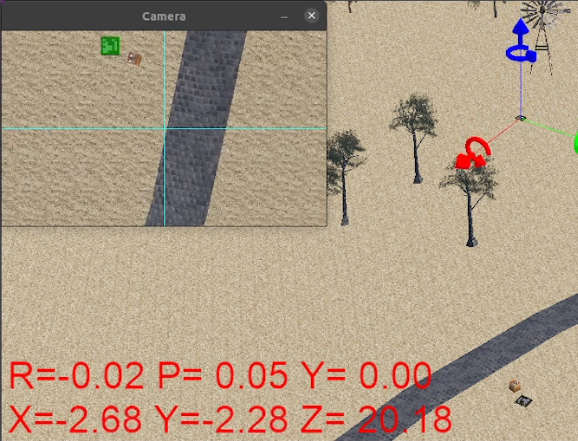 Camera
R=-0.02 P= 0.05 Y= 0.00
X=-2.68 Y=-2.28 Z= 20.18